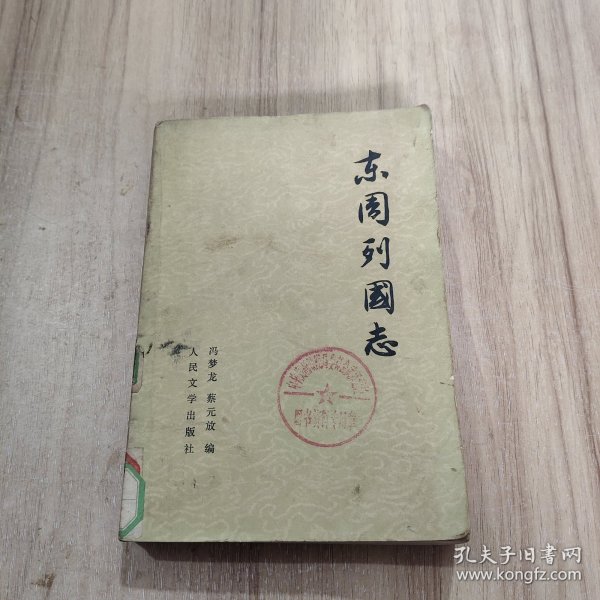 东周列國志
冯梦龙 蔡元放 编
人民文学出版社
孔夫子旧书网
www.kongfz.com